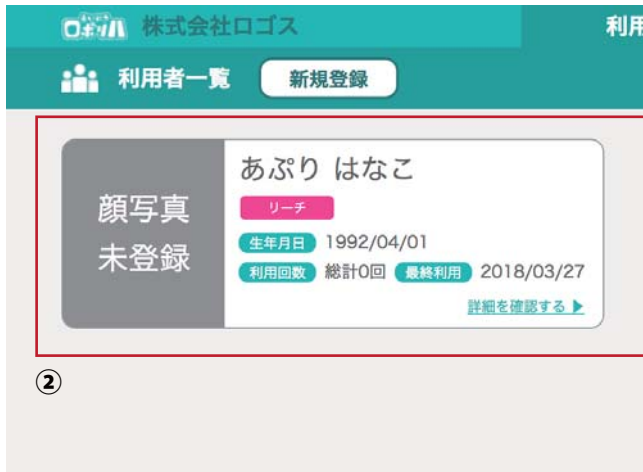 株式会社ロゴス
利用
利用者一覧
新規登録
顔写真
未登録
あぷり はなこ
リーチ
生年月日 1992/04/01
利用回数 総計0回 最終利用 2018/03/27
詳細を確認する ▶
②